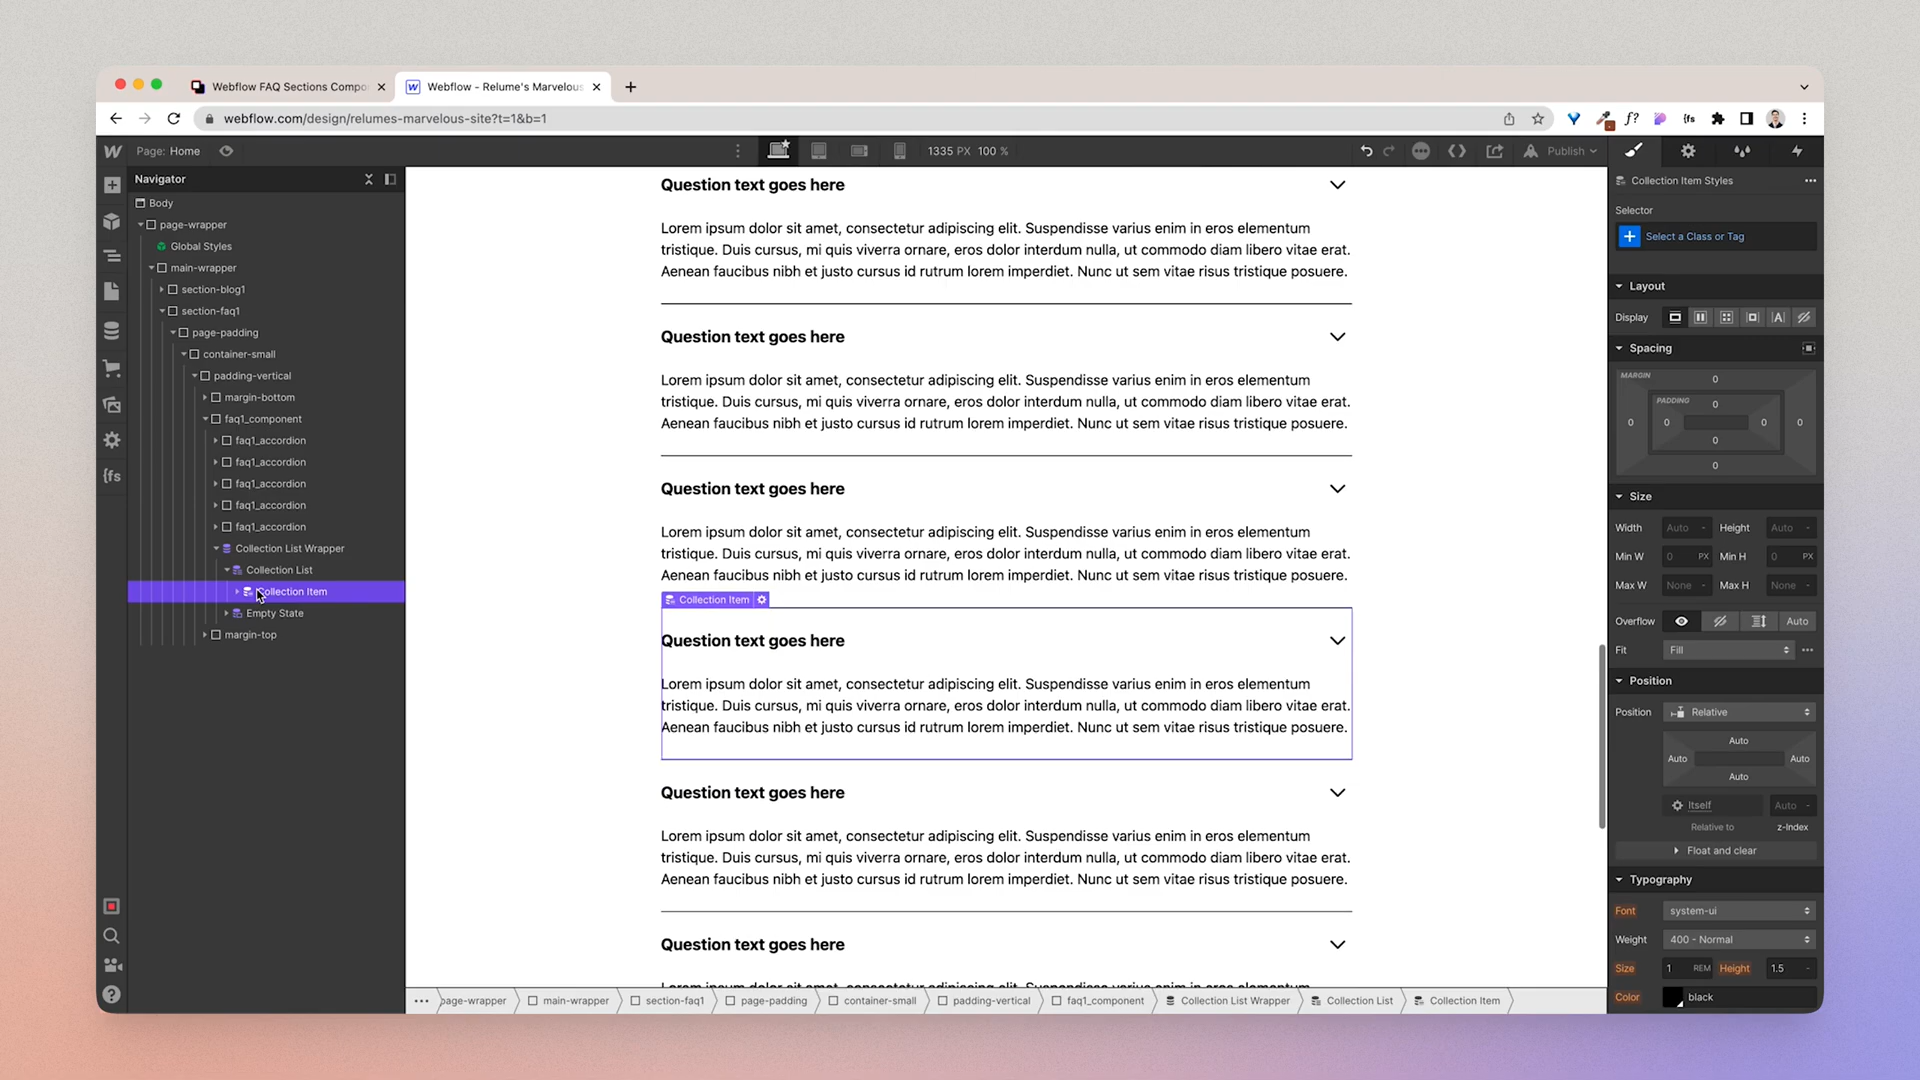 Webflow FAQ Sections Compo
Webflow - Relume's Marvelous
webflow.com/design/relumes-marvelous-site?t=1&b=1
Page: Home
1335 PX 100 %
Publish
Navigator
Body
page-wrapper
Global Styles
main-wrapper
section-blog1
section-faq1
page-padding
container-small
padding-vertical
margin-bottom
faq1_component
faq1_accordion
faq1_accordion
faq1_accordion
faq1_accordion
faq1_accordion
Collection List Wrapper
Collection List
Collection Item
Empty State
margin-top
Question text goes here
Lorem ipsum dolor sit amet, consectetur adipiscing elit. Suspendisse varius enim in eros elementum
tristique. Duis cursus, mi quis viverra ornare, eros dolor interdum nulla, ut commodo diam libero vitae erat.
Aenean faucibus nibh et justo cursus id rutrum lorem imperdiet. Nunc ut sem vitae risus tristique posuere.
Question text goes here
Lorem ipsum dolor sit amet, consectetur adipiscing elit. Suspendisse varius enim in eros elementum
tristique. Duis cursus, mi quis viverra ornare, eros dolor interdum nulla, ut commodo diam libero vitae erat.
Aenean faucibus nibh et justo cursus id rutrum lorem imperdiet. Nunc ut sem vitae risus tristique posuere.
Question text goes here
Lorem ipsum dolor sit amet, consectetur adipiscing elit. Suspendisse varius enim in eros elementum
tristique. Duis cursus, mi quis viverra ornare, eros dolor interdum nulla, ut commodo diam libero vitae erat.
Aenean faucibus nibh et justo cursus id rutrum lorem imperdiet. Nunc ut sem vitae risus tristique posuere.
Collection Item
Question text goes here
Lorem ipsum dolor sit amet, consectetur adipiscing elit. Suspendisse varius enim in eros elementum
tristique. Duis cursus, mi quis viverra ornare, eros dolor interdum nulla, ut commodo diam libero vitae erat.
Aenean faucibus nibh et justo cursus id rutrum lorem imperdiet. Nunc ut sem vitae risus tristique posuere.
Question text goes here
Lorem ipsum dolor sit amet, consectetur adipiscing elit. Suspendisse varius enim in eros elementum
tristique. Duis cursus, mi quis viverra ornare, eros dolor interdum nulla, ut commodo diam libero vitae erat.
Aenean faucibus nibh et justo cursus id rutrum lorem imperdiet. Nunc ut sem vitae risus tristique posuere.
Question text goes here
page-wrapper main-wrapper section-faq1 page-padding container-small padding-vertical faq1_component Collection List Wrapper Collection List Collection Item
Collection Item Styles
Selector
Select a Class or Tag
Layout
Display
Spacing
MARGIN
0
PADDING
0
0 0 0 0
0
0
Size
Width Auto - Height Auto -
Min W 0 PX Min H 0 PX
Max W None - Max H None -
Overflow Auto
Fit Fill
Position
Position Relative
Auto
Auto Auto
Auto
Itself Auto -
Relative to z-Index
Float and clear
Typography
Font system-ui
Weight 400 - Normal
Size 1 REM Height 1.5 -
Color black